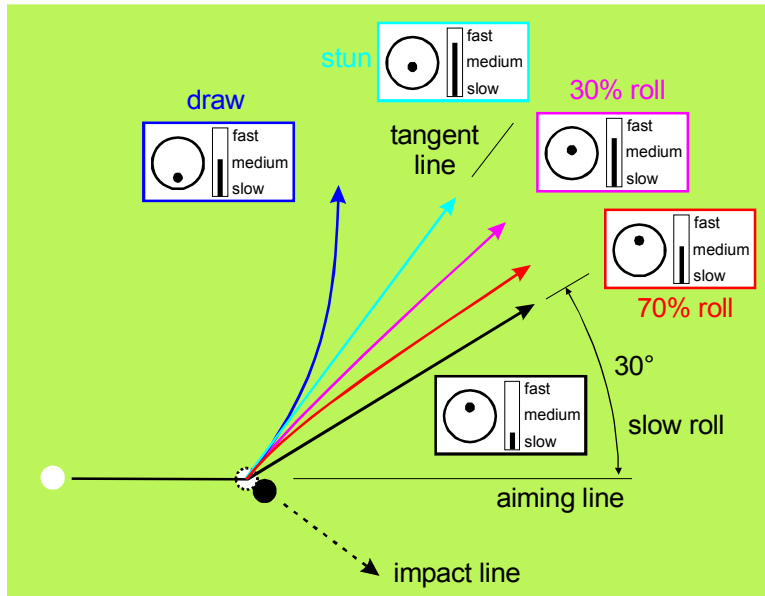 stun
fast
medium
slow
draw
fast
medium
slow
30% roll
fast
medium
slow
tangent
line
fast
medium
slow
70% roll
30°
fast
medium
slow
slow roll
aiming line
impact line